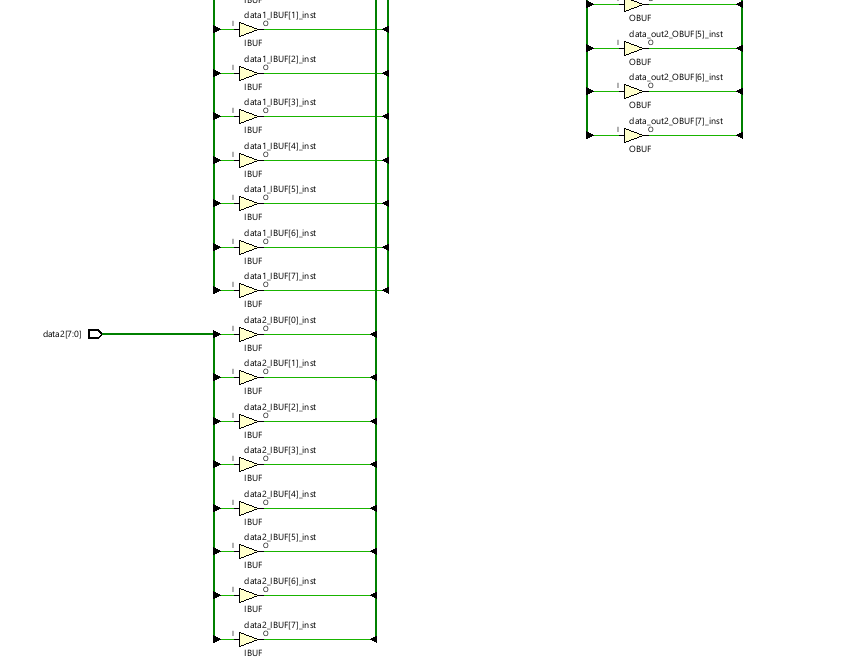 IBUF
data1_IBUF[1]_inst
I
O
IBUF
data1_IBUF[2]_inst
I
O
IBUF
data1_IBUF[3]_inst
I
O
IBUF
data1_IBUF[4]_inst
I
O
IBUF
data1_IBUF[5]_inst
I
O
IBUF
data1_IBUF[6]_inst
I
O
IBUF
data1_IBUF[7]_inst
I
O
IBUF
data2_IBUF[0]_inst
data2[7:0]
I
O
IBUF
data2_IBUF[1]_inst
I
O
IBUF
data2_IBUF[2]_inst
I
O
IBUF
data2_IBUF[3]_inst
I
O
IBUF
data2_IBUF[4]_inst
I
O
IBUF
data2_IBUF[5]_inst
I
O
IBUF
data2_IBUF[6]_inst
I
O
IBUF
data2_IBUF[7]_inst
I
O
IBUF
OBUF
data_out2_OBUF[5]_inst
I
O
OBUF
data_out2_OBUF[6]_inst
I
O
OBUF
data_out2_OBUF[7]_inst
I
O
OBUF